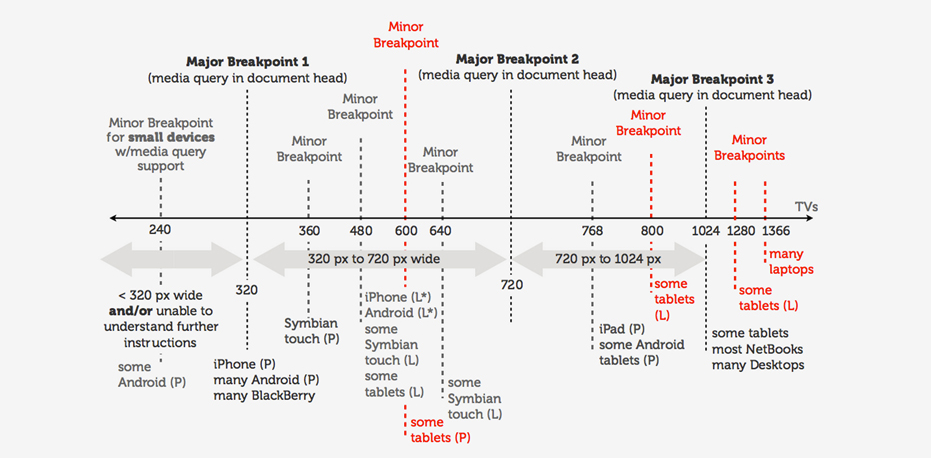 Minor
Breakpoint
Major Breakpoint 1
(media query in document head)
Major Breakpoint 2
(media query in document head)
Major Breakpoint 3
(media query in document head)
Minor Breakpoint
for small devices
w/media query
support
Minor
Breakpoint
Minor
Breakpoint
Minor
Breakpoint
Minor
Breakpoint
Minor
Breakpoint
Minor
Breakpoints
TVs
240
360
480
600
640
768
800
1024
1280
1366
320 px to 720 px wide
720 px to 1024 px
many
laptops
320
720
< 320 px wide
and/or unable to
understand further
instructions
some
Android (P)
iPhone (P)
many Android (P)
many BlackBerry
Symbian
touch (P)
iPhone (L*)
Android (L*)
some
Symbian
touch (L)
some
tablets (L)
some
tablets (P)
some
Symbian
touch (L)
iPad (P)
some Android
tablets (P)
some
tablets
(L)
some
tablets (L)
some tablets
most NetBooks
many Desktops